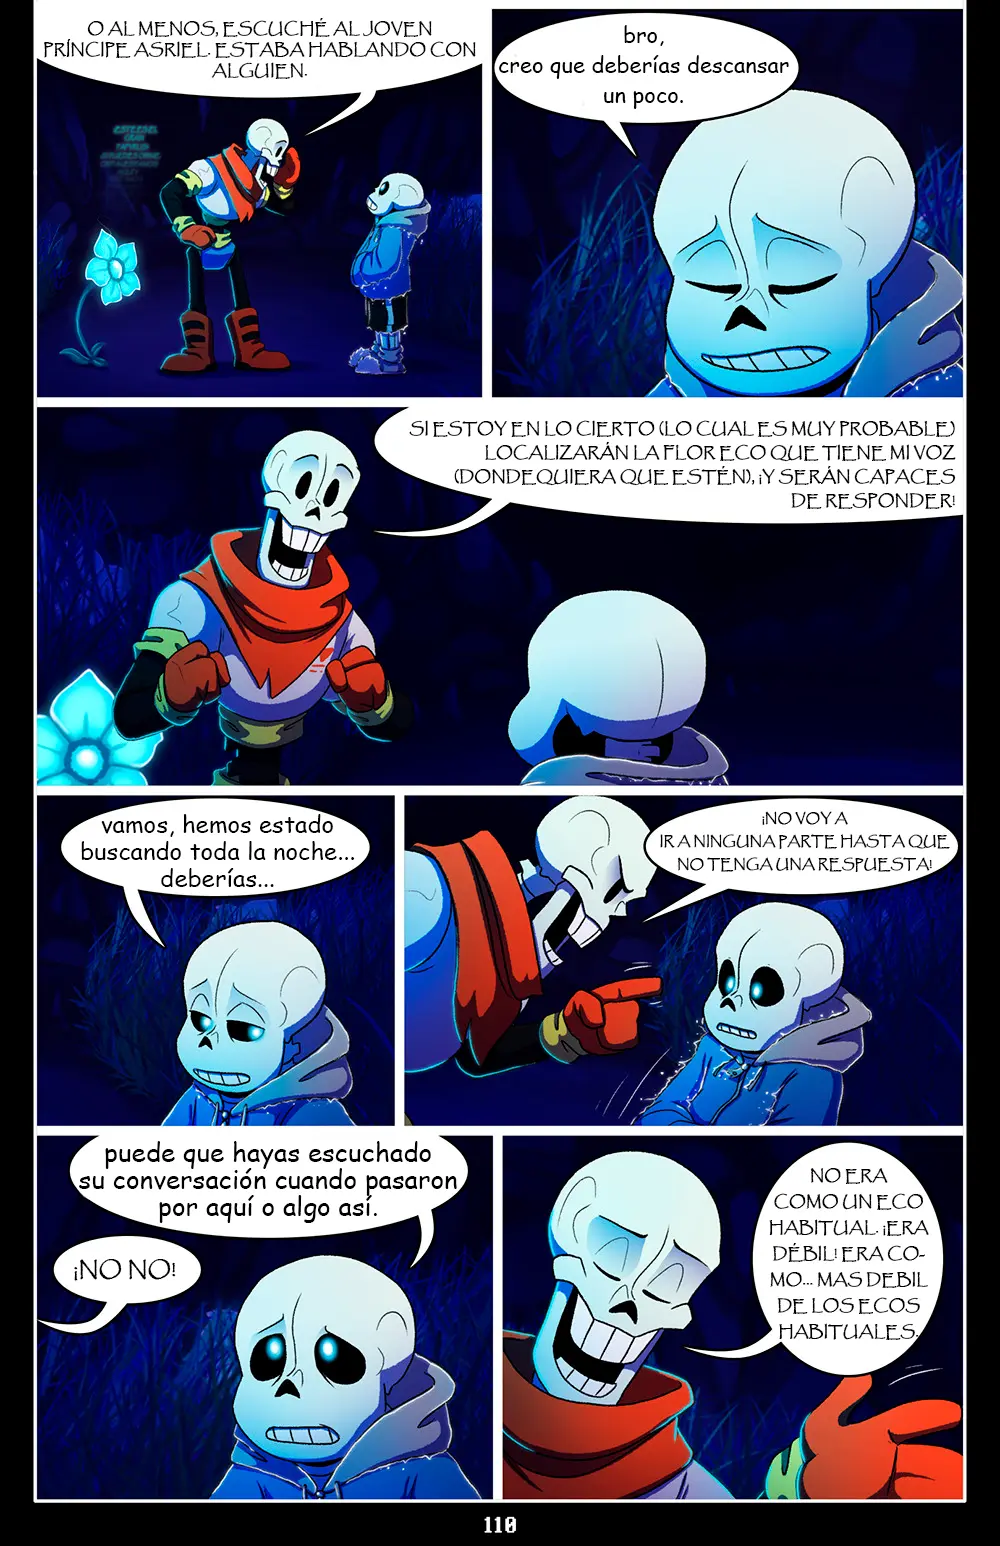 O AL MENOS, ESCUCHÉ AL JOVEN
PRÍNCIPE ASRIEL. ESTABA HABLANDO CON
ALGUIEN.
bro,
creo que deberías descansar
un poco.
ESTE ES EL
GRAN
SI ESTOY EN LO CIERTO (LO CUAL ES MUY PROBABLE)
LOCALIZARÁN LA FLOR ECO QUE TIENE MI VOZ
(DONDEQUIERA QUE ESTÉN), ¡Y SERÁN CAPACES
DE RESPONDER!
vamos, hemos estado
buscando toda la noche...
deberías...
¡NO VOY A
IR A NINGUNA PARTE HASTA QUE
NO TENGA UNA RESPUESTA!
puede que hayas escuchado
su conversación cuando pasaron
por aquí o algo así.
¡NO NO!
NO ERA
COMO UN ECO
HABITUAL. ¡ERA
DÉBIL! ERA CO-
MO... MAS DEBIL
DE LOS ECOS
HABITUALES.
110